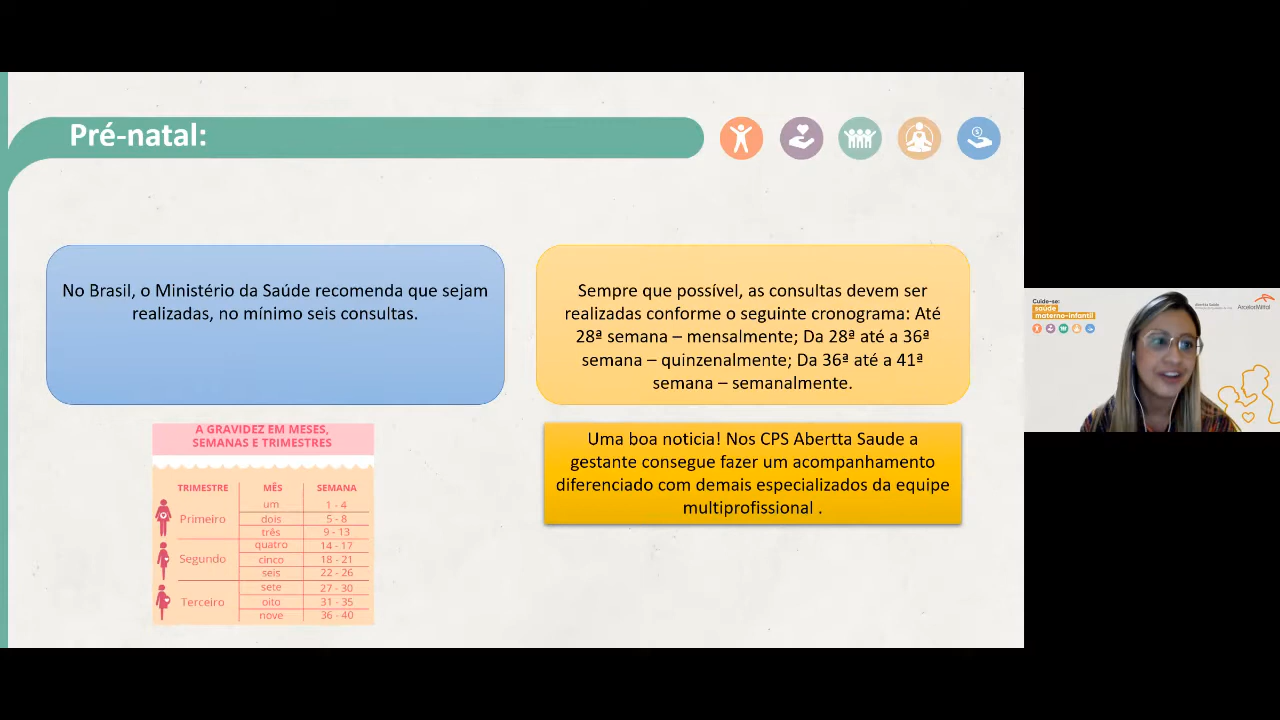 Pré-natal:
No Brasil, o Ministério da Saúde recomenda que sejam
realizadas, no mínimo seis consultas.
Sempre que possível, as consultas devem ser
realizadas conforme o seguinte cronograma: Até
28ª semana – mensalmente; Da 28ª até a 36ª
semana – quinzenalmente; Da 36ª até a 41ª
semana – semanalmente.
A GRAVIDEZ EM MESES,
SEMANAS E TRIMESTRES
TRIMESTRE MÊS SEMANA
Primeiro
um 1 - 4
dois 5 - 8
três 9 - 13
Segundo
quatro 14 - 17
cinco 18 - 21
seis 22 - 26
Terceiro
sete 27 - 30
oito 31 - 35
nove 36 - 40
Uma boa noticia! Nos CPS Abertta Saude a
gestante consegue fazer um acompanhamento
diferenciado com demais especializados da equipe
multiprofissional .
Cuide-se:
saúde
materno-infantil
Abertta Saúde
ArcelorMittal